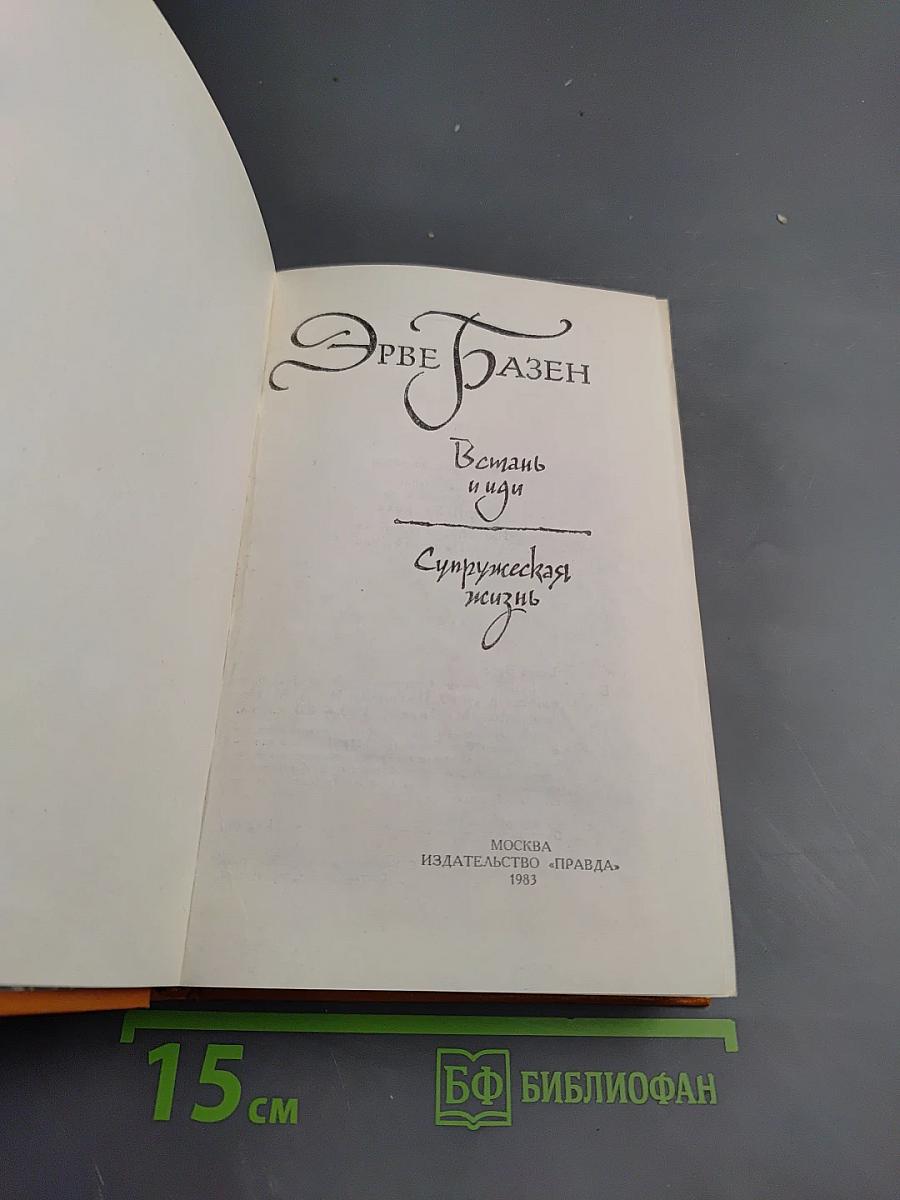 Эрве Базен
Встань
и иди
Супружеская
жизнь
МОСКВА
ИЗДАТЕЛЬСТВО «ПРАВДА»
1983
15 см
БФ БИБЛИОФАН